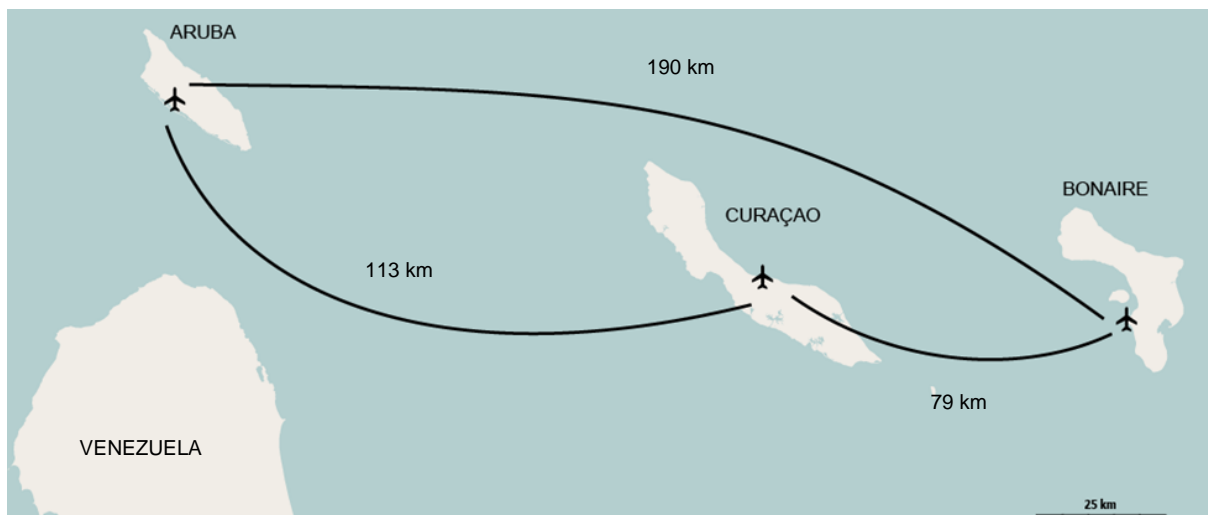 ARUBA
190 km
BONAIRE
CURAÇAO
113 km
79 km
VENEZUELA
25 km